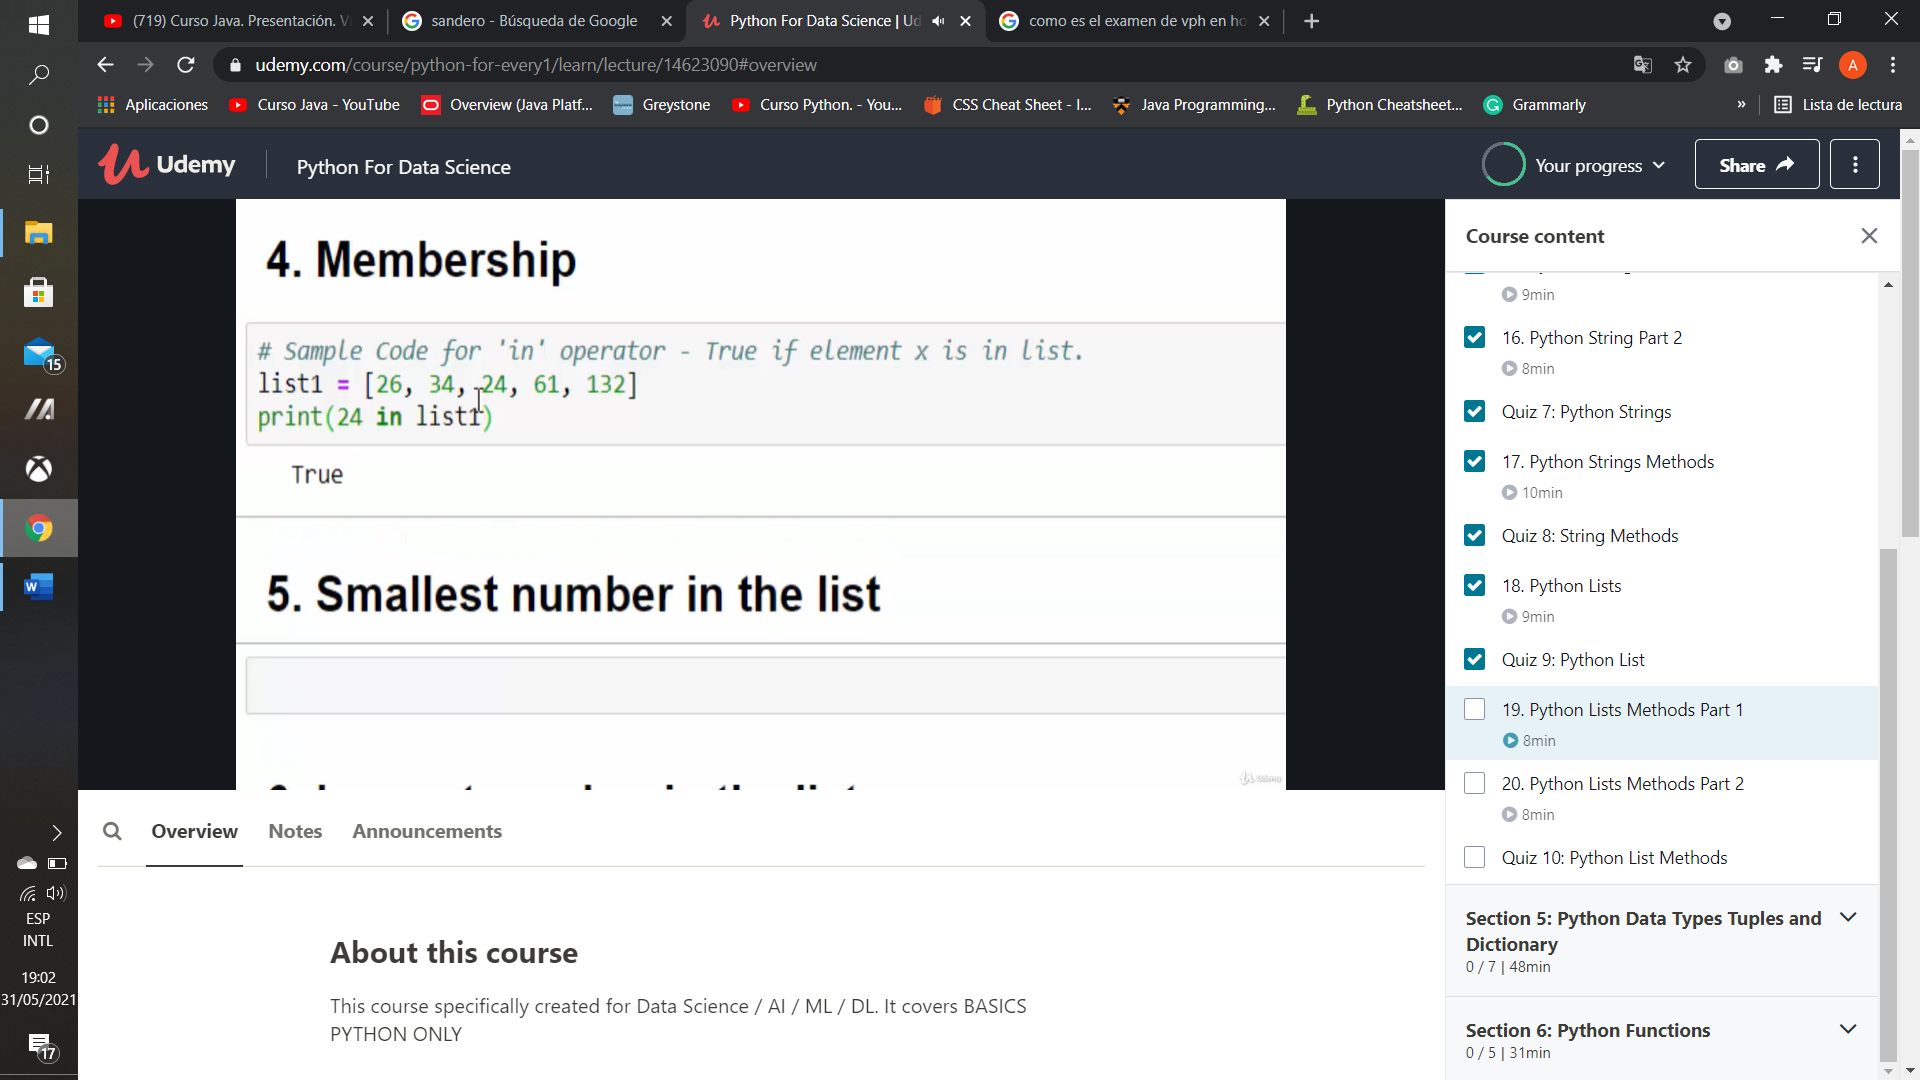 (719) Curso Java. Presentación. V
sandero - Búsqueda de Google
Python For Data Science | Ud
como es el examen de vph en ho
udemy.com/course/python-for-every1/learn/lecture/14623090#overview
A
Aplicaciones
Curso Java - YouTube
Overview (Java Platf...
Greystone
Curso Python. - You...
CSS Cheat Sheet - I...
Java Programming...
Python Cheatsheet...
Grammarly
»
Lista de lectura
Udemy
Python For Data Science
Your progress
Share
4. Membership
# Sample Code for 'in' operator - True if element x is in list.
list1 = [26, 34, 24, 61, 132]
print(24 in list1)
True
5. Smallest number in the list
Udemy
Course content
9min
16. Python String Part 2
8min
Quiz 7: Python Strings
17. Python Strings Methods
10min
Quiz 8: String Methods
18. Python Lists
9min
Quiz 9: Python List
19. Python Lists Methods Part 1
8min
20. Python Lists Methods Part 2
8min
Quiz 10: Python List Methods
Section 5: Python Data Types Tuples and
Dictionary
0 / 7 | 48min
Section 6: Python Functions
0 / 5 | 31min
Overview
Notes
Announcements
About this course
This course specifically created for Data Science / AI / ML / DL. It covers BASICS
PYTHON ONLY
15
ESP
INTL
19:02
31/05/2021
17